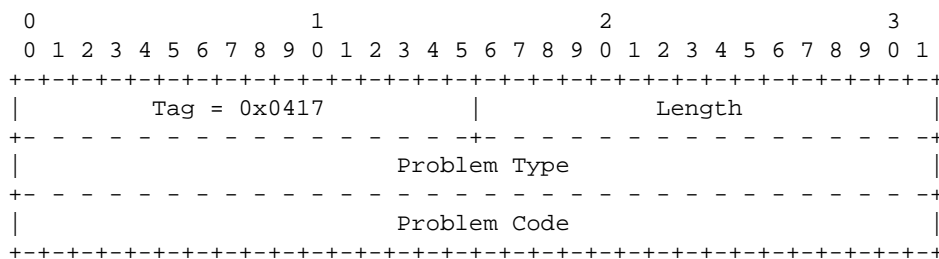 0                   1                   2                   3
 0 1 2 3 4 5 6 7 8 9 0 1 2 3 4 5 6 7 8 9 0 1 2 3 4 5 6 7 8 9 0 1
+-+-+-+-+-+-+-+-+-+-+-+-+-+-+-+-+-+-+-+-+-+-+-+-+-+-+-+-+-+-+-+-+
|         Tag = 0x0417          |            Length             |
+- - - - - - - - - - - - - - - -+- - - - - - - - - - - - - - - -+
|                          Problem Type                         |
+- - - - - - - - - - - - - - - - - - - - - - - - - - - - - - - -+
|                          Problem Code                         |
+-+-+-+-+-+-+-+-+-+-+-+-+-+-+-+-+-+-+-+-+-+-+-+-+-+-+-+-+-+-+-+-+